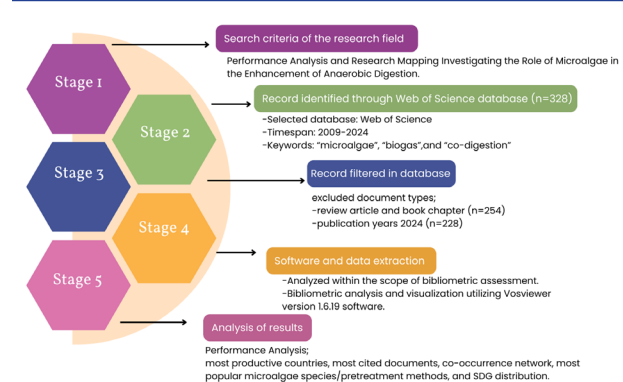 Stage 1
Search criteria of the research field
Performance Analysis and Research Mapping Investigating the Role of Microalgae in
the Enhancement of Anaerobic Digestion.
Stage 2
Record identified through Web of Science database (n=328)
-Selected database: Web of Science
-Timespan: 2009-2024
-Keywords: “microalgae”, “biogas”,and “co-digestion”
Stage 3
Record filtered in database
excluded document types;
-review article and book chapter (n=254)
-publication years 2024 (n=228)
Stage 4
Software and data extraction
-Analyzed within the scope of bibliometric assessment.
-Bibliometric analysis and visualization utilizing Vosviewer
version 1.6.19 software.
Stage 5
Analysis of results
Performance Analysis;
most productive countries, most cited documents, co-occurrence network, most
popular microalgae species/pretreatment methods, and SDG distribution.